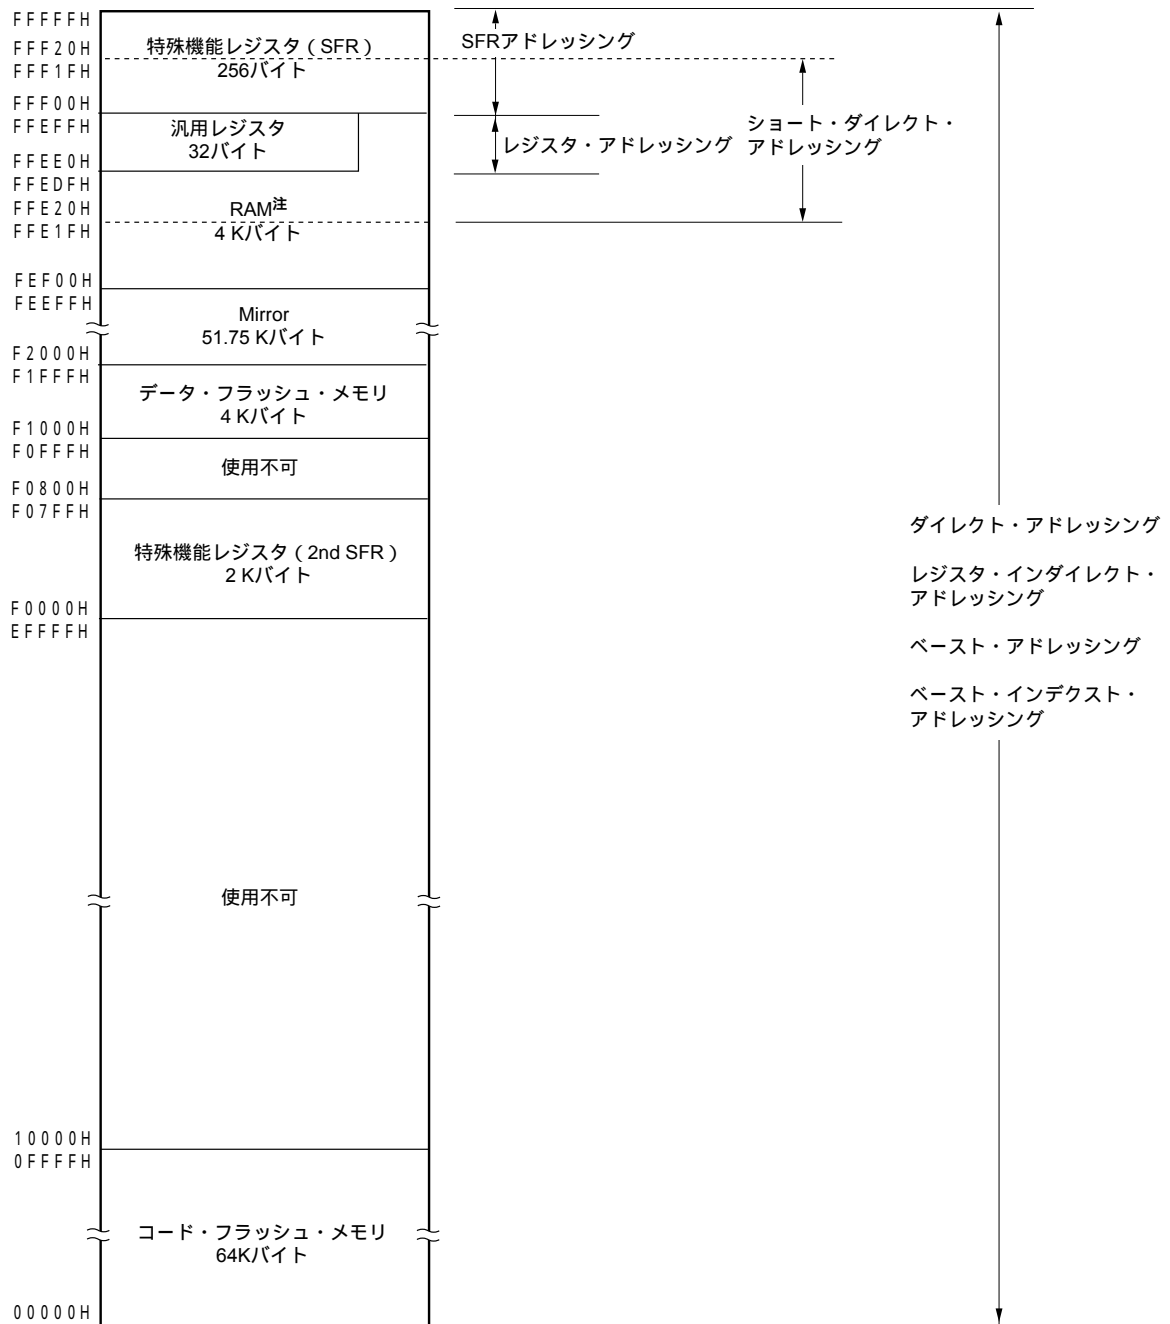 FFFFFH
FFF20H
FFF1FH
FFF00H
FFEFFH
FFEE0H
FFEDFH
FFE20H
FFE1FH
FEF00H
FEEFFH
F2000H
F1FFFH
F1000H
F0FFFH
F0800H
F07FFH
F0000H
EFFFFH
10000H
0FFFFH
00000H
特殊機能レジスタ(SFR)
256バイト
汎用レジスタ
32バイト
RAM注
4 Kバイト
Mirror
51.75 Kバイト
データ・フラッシュ・メモリ
4 Kバイト
使用不可
特殊機能レジスタ(2nd SFR)
2 Kバイト
使用不可
コード・フラッシュ・メモリ
64Kバイト
SFRアドレッシング
レジスタ・アドレッシング
ショート・ダイレクト・
アドレッシング
ダイレクト・アドレッシング
レジスタ・インダイレクト・
アドレッシング
ベースト・アドレッシング
ベースト・インデクスト・
アドレッシング